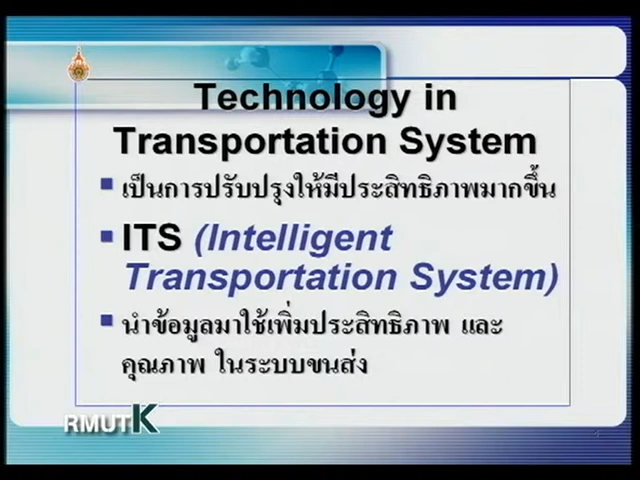 Technology in
Transportation System
เป็นการปรับปรุงให้มีประสิทธิภาพมากขึ้น
ITS (Intelligent
Transportation System)
นำข้อมูลมาใช้เพิ่มประสิทธิภาพ และ
คุณภาพ ในระบบขนส่ง
RMUTK